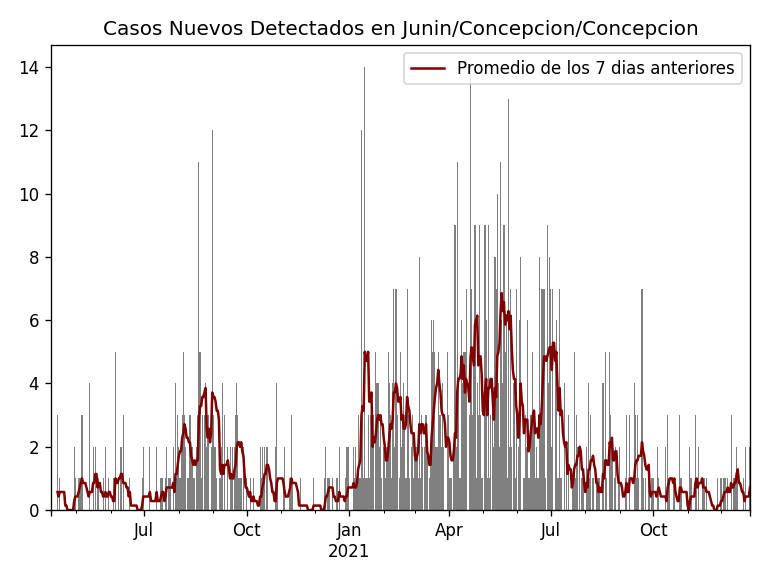 Casos Nuevos Detectados en Junin/Concepcion/Concepcion
Promedio de los 7 dias anteriores
14
12
10
8
6
4
2
0
Jul
Oct
Jan
2021
Apr
Jul
Oct